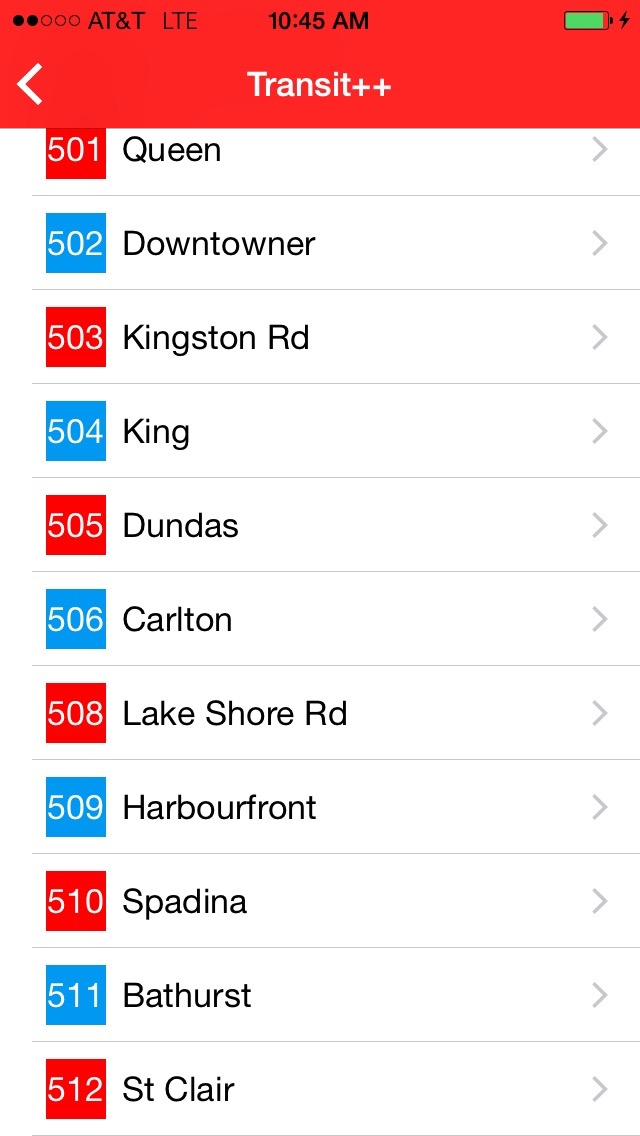 AT&T LTE 10:45 AM
Transit++
501 Queen
502 Downtowner
503 Kingston Rd
504 King
505 Dundas
506 Carlton
508 Lake Shore Rd
509 Harbourfront
510 Spadina
511 Bathurst
512 St Clair